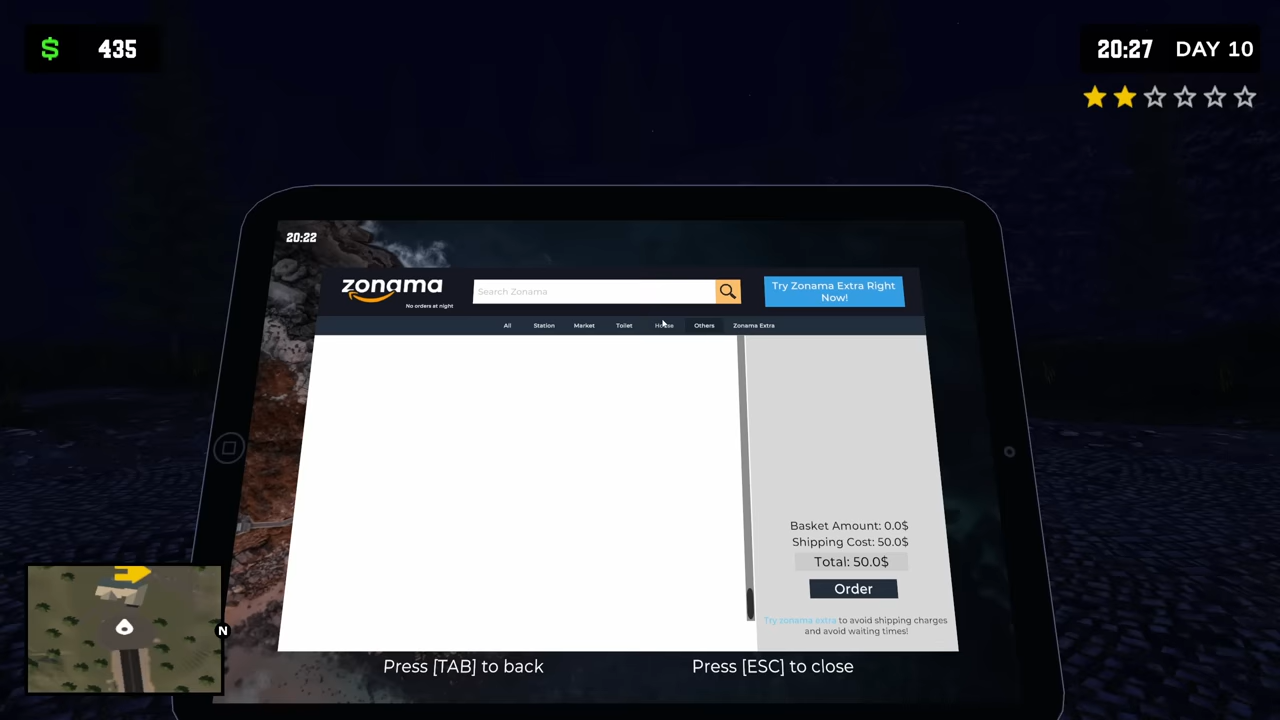 $ 435
20:27 DAY 10
20:22
zonama
No orders at night
Search Zonama
Try Zonama Extra Right
Now!
All Station Market Toilet House Others Zonama Extra
Basket Amount: 0.0$
Shipping Cost: 50.0$
Total: 50.0$
Order
Try zonama extra to avoid shipping charges
and avoid waiting times!
N
Press [TAB] to back
Press [ESC] to close